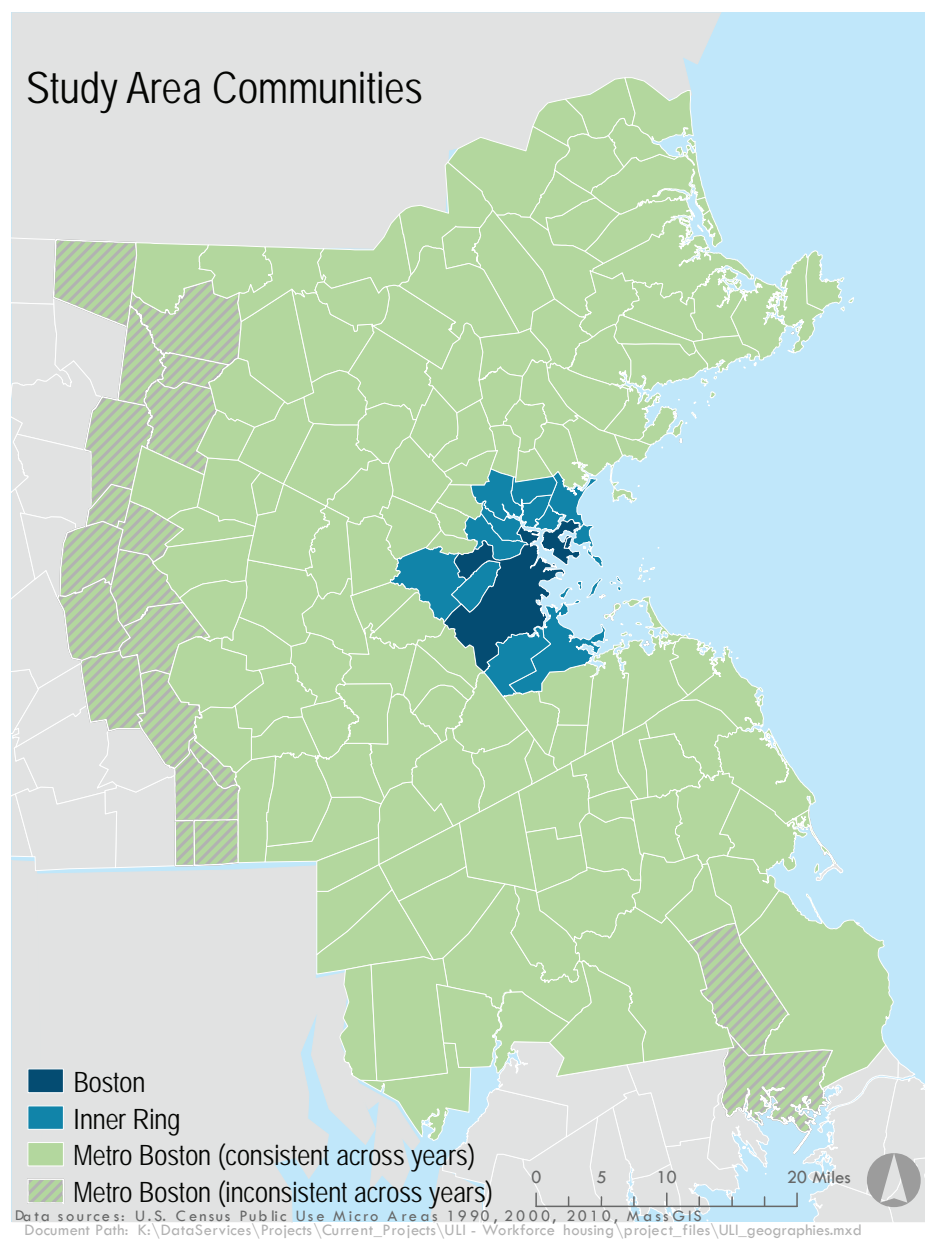 Study Area Communities
Boston
Inner Ring
Metro Boston (consistent across years)
Metro Boston (inconsistent across years)
0 5 10 20 Miles
Data sources: U.S. Census Public Use Micro Areas 1990, 2000, 2010, MassGIS
Document Path: K:\DataServices\Projects\Current_Projects\ULI - Workforce housing\project_files\ULI_geographies.mxd